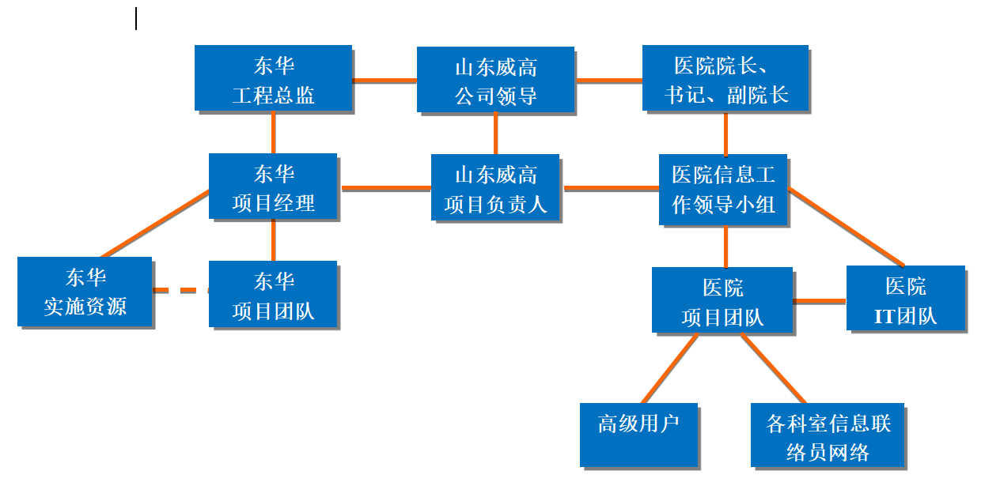 东华
工程总监
山东威高
公司领导
医院院长、
书记、副院长
东华
项目经理
山东威高
项目负责人
医院信息工
作领导小组
东华
实施资源
东华
项目团队
医院
项目团队
医院
IT团队
高级用户
各科室信息联
络员网络